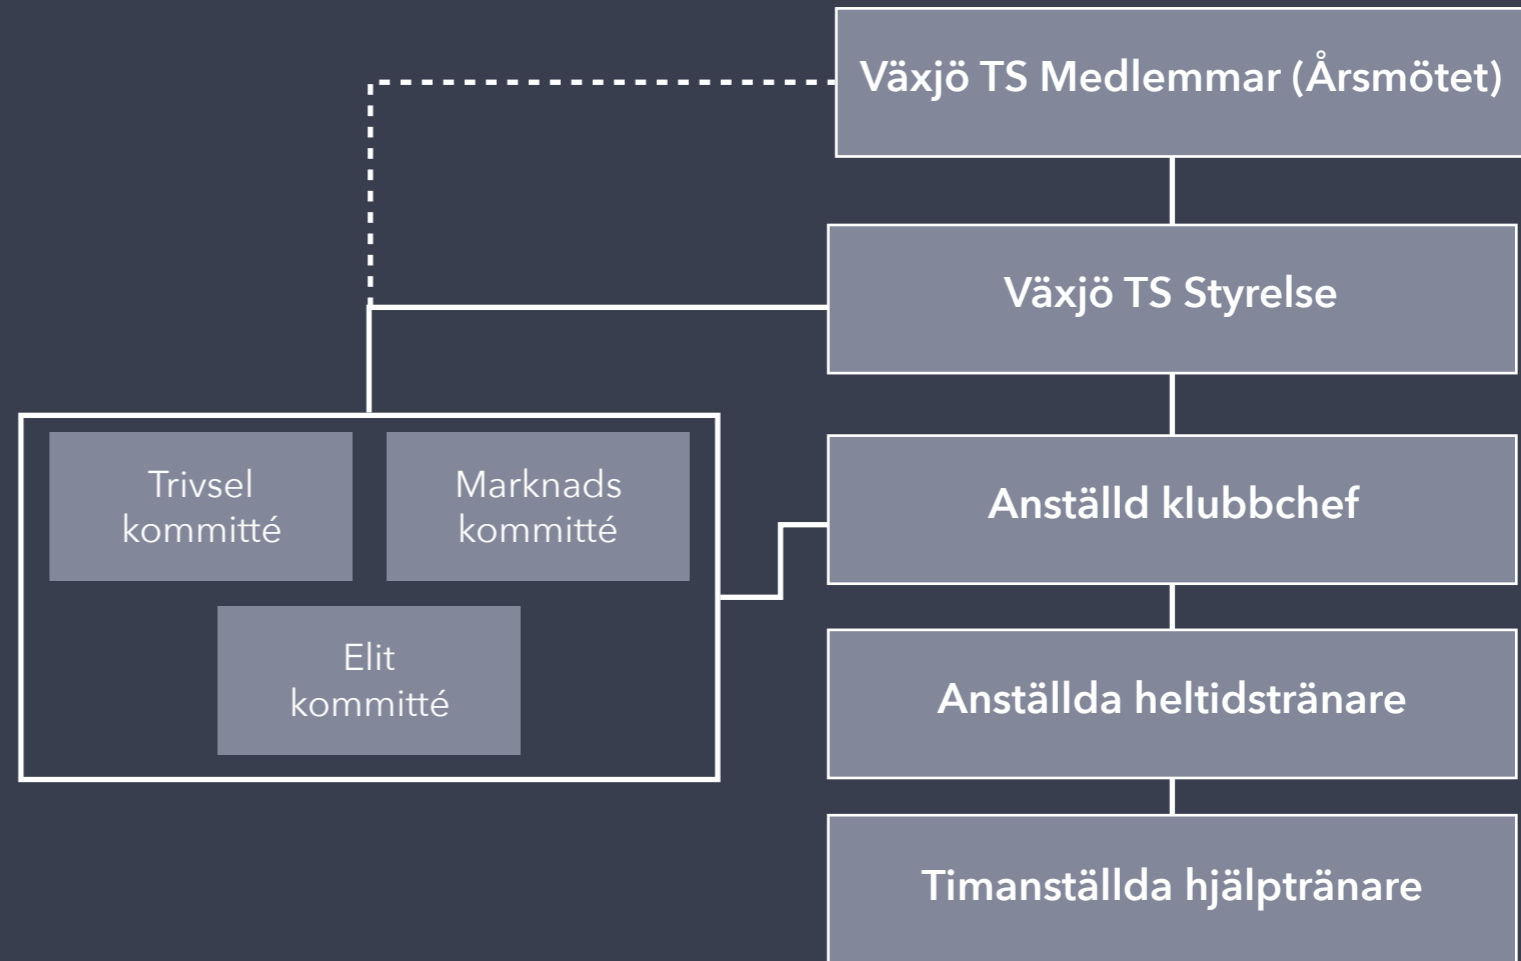 Växjö TS Medlemmar (Årsmötet)
Växjö TS Styrelse
Trivsel
kommitté
Marknads
kommitté
Elit
kommitté
Anställd klubbchef
Anställda heltidstränare
Timanställda hjälptränare